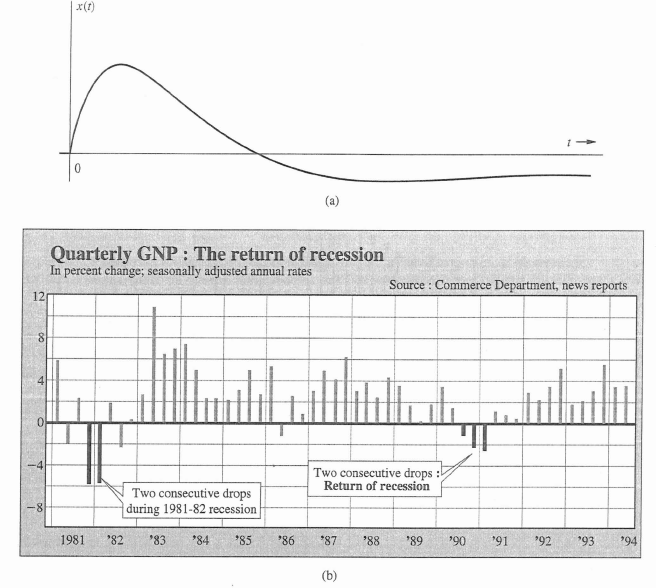 x(t)
t
0
(a)
Quarterly GNP : The return of recession
In percent change; seasonally adjusted annual rates
Source : Commerce Department, news reports
12
8
4
0
−4
−8
Two consecutive drops :
Return of recession
Two consecutive drops
during 1981-82 recession
1981 '82 '83 '84 '85 '86 '87 '88 '89 '90 '91 '92 '93 '94
(b)